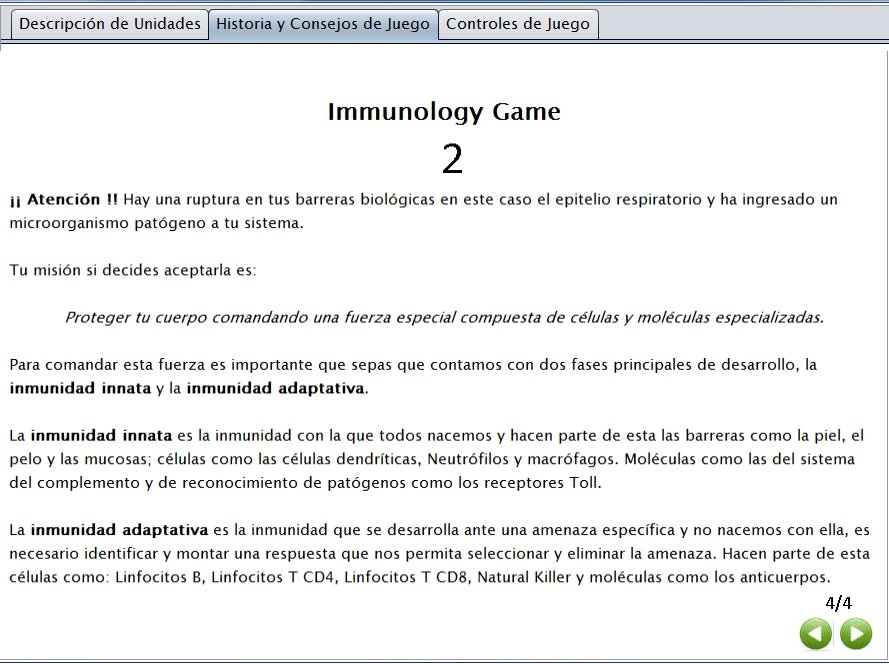 Descripción de Unidades
Historia y Consejos de Juego
Controles de Juego
Immunology Game
2
¡¡ Atención !! Hay una ruptura en tus barreras biológicas en este caso el epitelio respiratorio y ha ingresado un
microorganismo patógeno a tu sistema.
Tu misión si decides aceptarla es:
Proteger tu cuerpo comandando una fuerza especial compuesta de células y moléculas especializadas.
Para comandar esta fuerza es importante que sepas que contamos con dos fases principales de desarrollo, la
inmunidad innata y la inmunidad adaptativa.
La inmunidad innata es la inmunidad con la que todos nacemos y hacen parte de esta las barreras como la piel, el
pelo y las mucosas; células como las células dendríticas, Neutrófilos y macrófagos. Moléculas como las del sistema
del complemento y de reconocimiento de patógenos como los receptores Toll.
La inmunidad adaptativa es la inmunidad que se desarrolla ante una amenaza específica y no nacemos con ella, es
necesario identificar y montar una respuesta que nos permita seleccionar y eliminar la amenaza. Hacen parte de esta
células como: Linfocitos B, Linfocitos T CD4, Linfocitos T CD8, Natural Killer y moléculas como los anticuerpos.
4/4